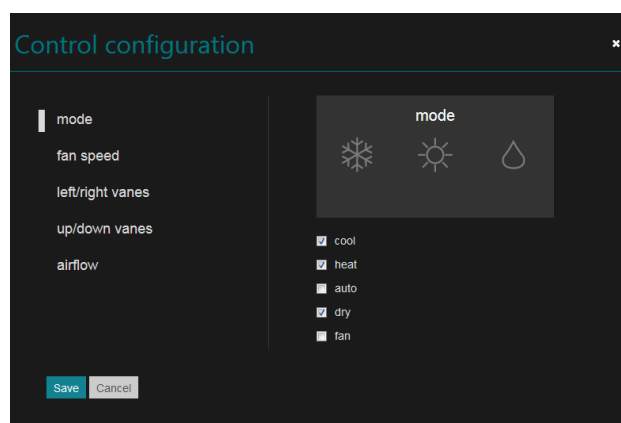 Control configuration
mode
fan speed
left/right vanes
up/down vanes
airflow
mode
cool
heat
auto
dry
fan
Save Cancel